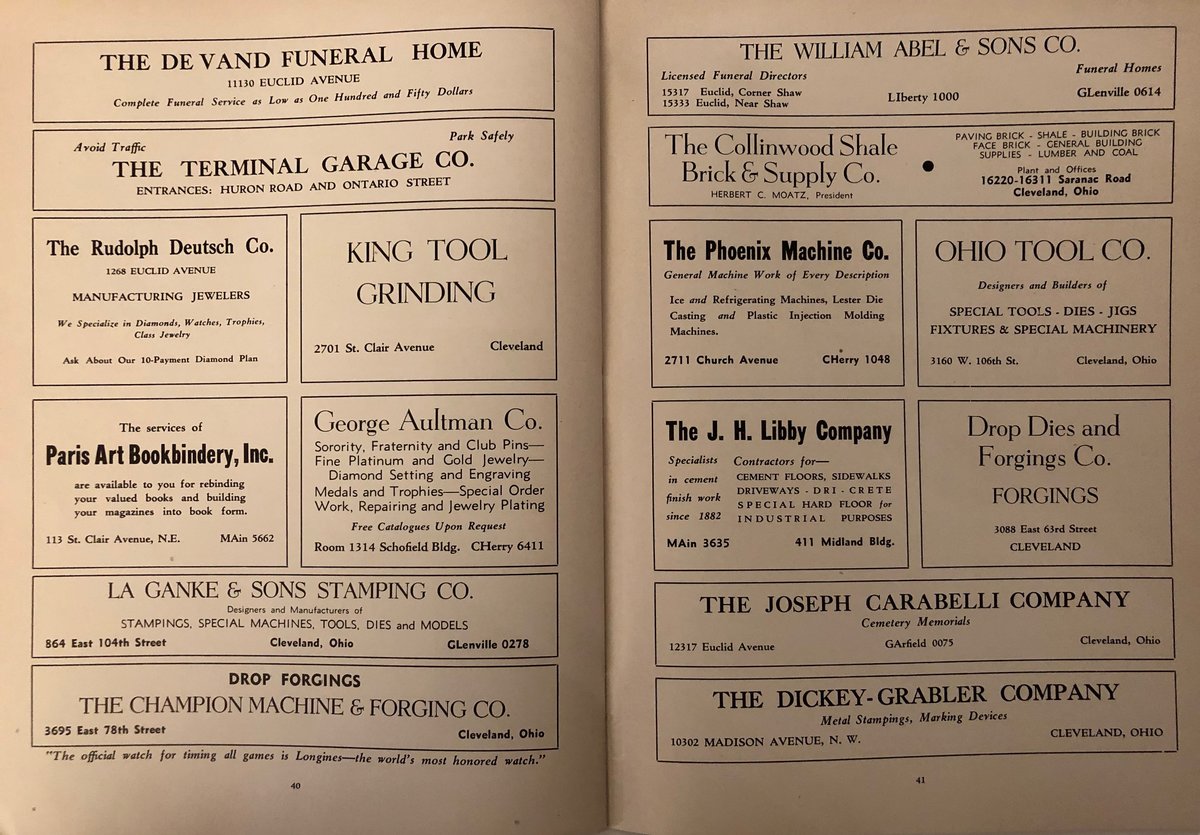 THE DE VAND FUNERAL HOME
11130 EUCLID AVENUE
Complete Funeral Service as Low as One Hundred and Fifty Dollars
Avoid Traffic
Park Safely
THE TERMINAL GARAGE CO.
ENTRANCES: HURON ROAD AND ONTARIO STREET
The Rudolph Deutsch Co.
1268 EUCLID AVENUE
MANUFACTURING JEWELERS
We Specialize in Diamonds, Watches, Trophies,
Class Jewelry
Ask About Our 10-Payment Diamond Plan
KING TOOL
GRINDING
2701 St. Clair Avenue Cleveland
The services of
Paris Art Bookbindery, Inc.
are available to you for rebinding
your valued books and building
your magazines into book form.
113 St. Clair Avenue, N.E. MAin 5662
George Aultman Co.
Sorority, Fraternity and Club Pins—
Fine Platinum and Gold Jewelry—
Diamond Setting and Engraving
Medals and Trophies—Special Order
Work, Repairing and Jewelry Plating
Free Catalogues Upon Request
Room 1314 Schofield Bldg. CHerry 6411
LA GANKE & SONS STAMPING CO.
Designers and Manufacturers of
STAMPINGS, SPECIAL MACHINES, TOOLS, DIES and MODELS
864 East 104th Street Cleveland, Ohio GLenville 0278
DROP FORGINGS
THE CHAMPION MACHINE & FORGING CO.
3695 East 78th Street Cleveland, Ohio
"The official watch for timing all games is Longines—the world's most honored watch."
40
THE WILLIAM ABEL & SONS CO.
Licensed Funeral Directors Funeral Homes
15317 Euclid, Corner Shaw
15333 Euclid, Near Shaw
LIberty 1000
GLenville 0614
The Collinwood Shale
Brick & Supply Co.
HERBERT C. MOATZ, President
PAVING BRICK - SHALE - BUILDING BRICK
FACE BRICK - GENERAL BUILDING
SUPPLIES - LUMBER AND COAL
Plant and Offices
16220-16311 Saranac Road
Cleveland, Ohio
The Phoenix Machine Co.
General Machine Work of Every Description
Ice and Refrigerating Machines, Lester Die
Casting and Plastic Injection Molding
Machines.
2711 Church Avenue CHerry 1048
OHIO TOOL CO.
Designers and Builders of
SPECIAL TOOLS - DIES - JIGS
FIXTURES & SPECIAL MACHINERY
3160 W. 106th St. Cleveland, Ohio
The J. H. Libby Company
Specialists
in cement
finish work
since 1882
Contractors for—
CEMENT FLOORS, SIDEWALKS
DRIVEWAYS - DRI - CRETE
SPECIAL HARD FLOOR for
INDUSTRIAL PURPOSES
MAin 3635 411 Midland Bldg.
Drop Dies and
Forgings Co.
FORGINGS
3088 East 63rd Street
CLEVELAND
THE JOSEPH CARABELLI COMPANY
Cemetery Memorials
12317 Euclid Avenue GArfield 0075 Cleveland, Ohio
THE DICKEY-GRABLER COMPANY
Metal Stampings, Marking Devices
10302 MADISON AVENUE, N. W. CLEVELAND, OHIO
41